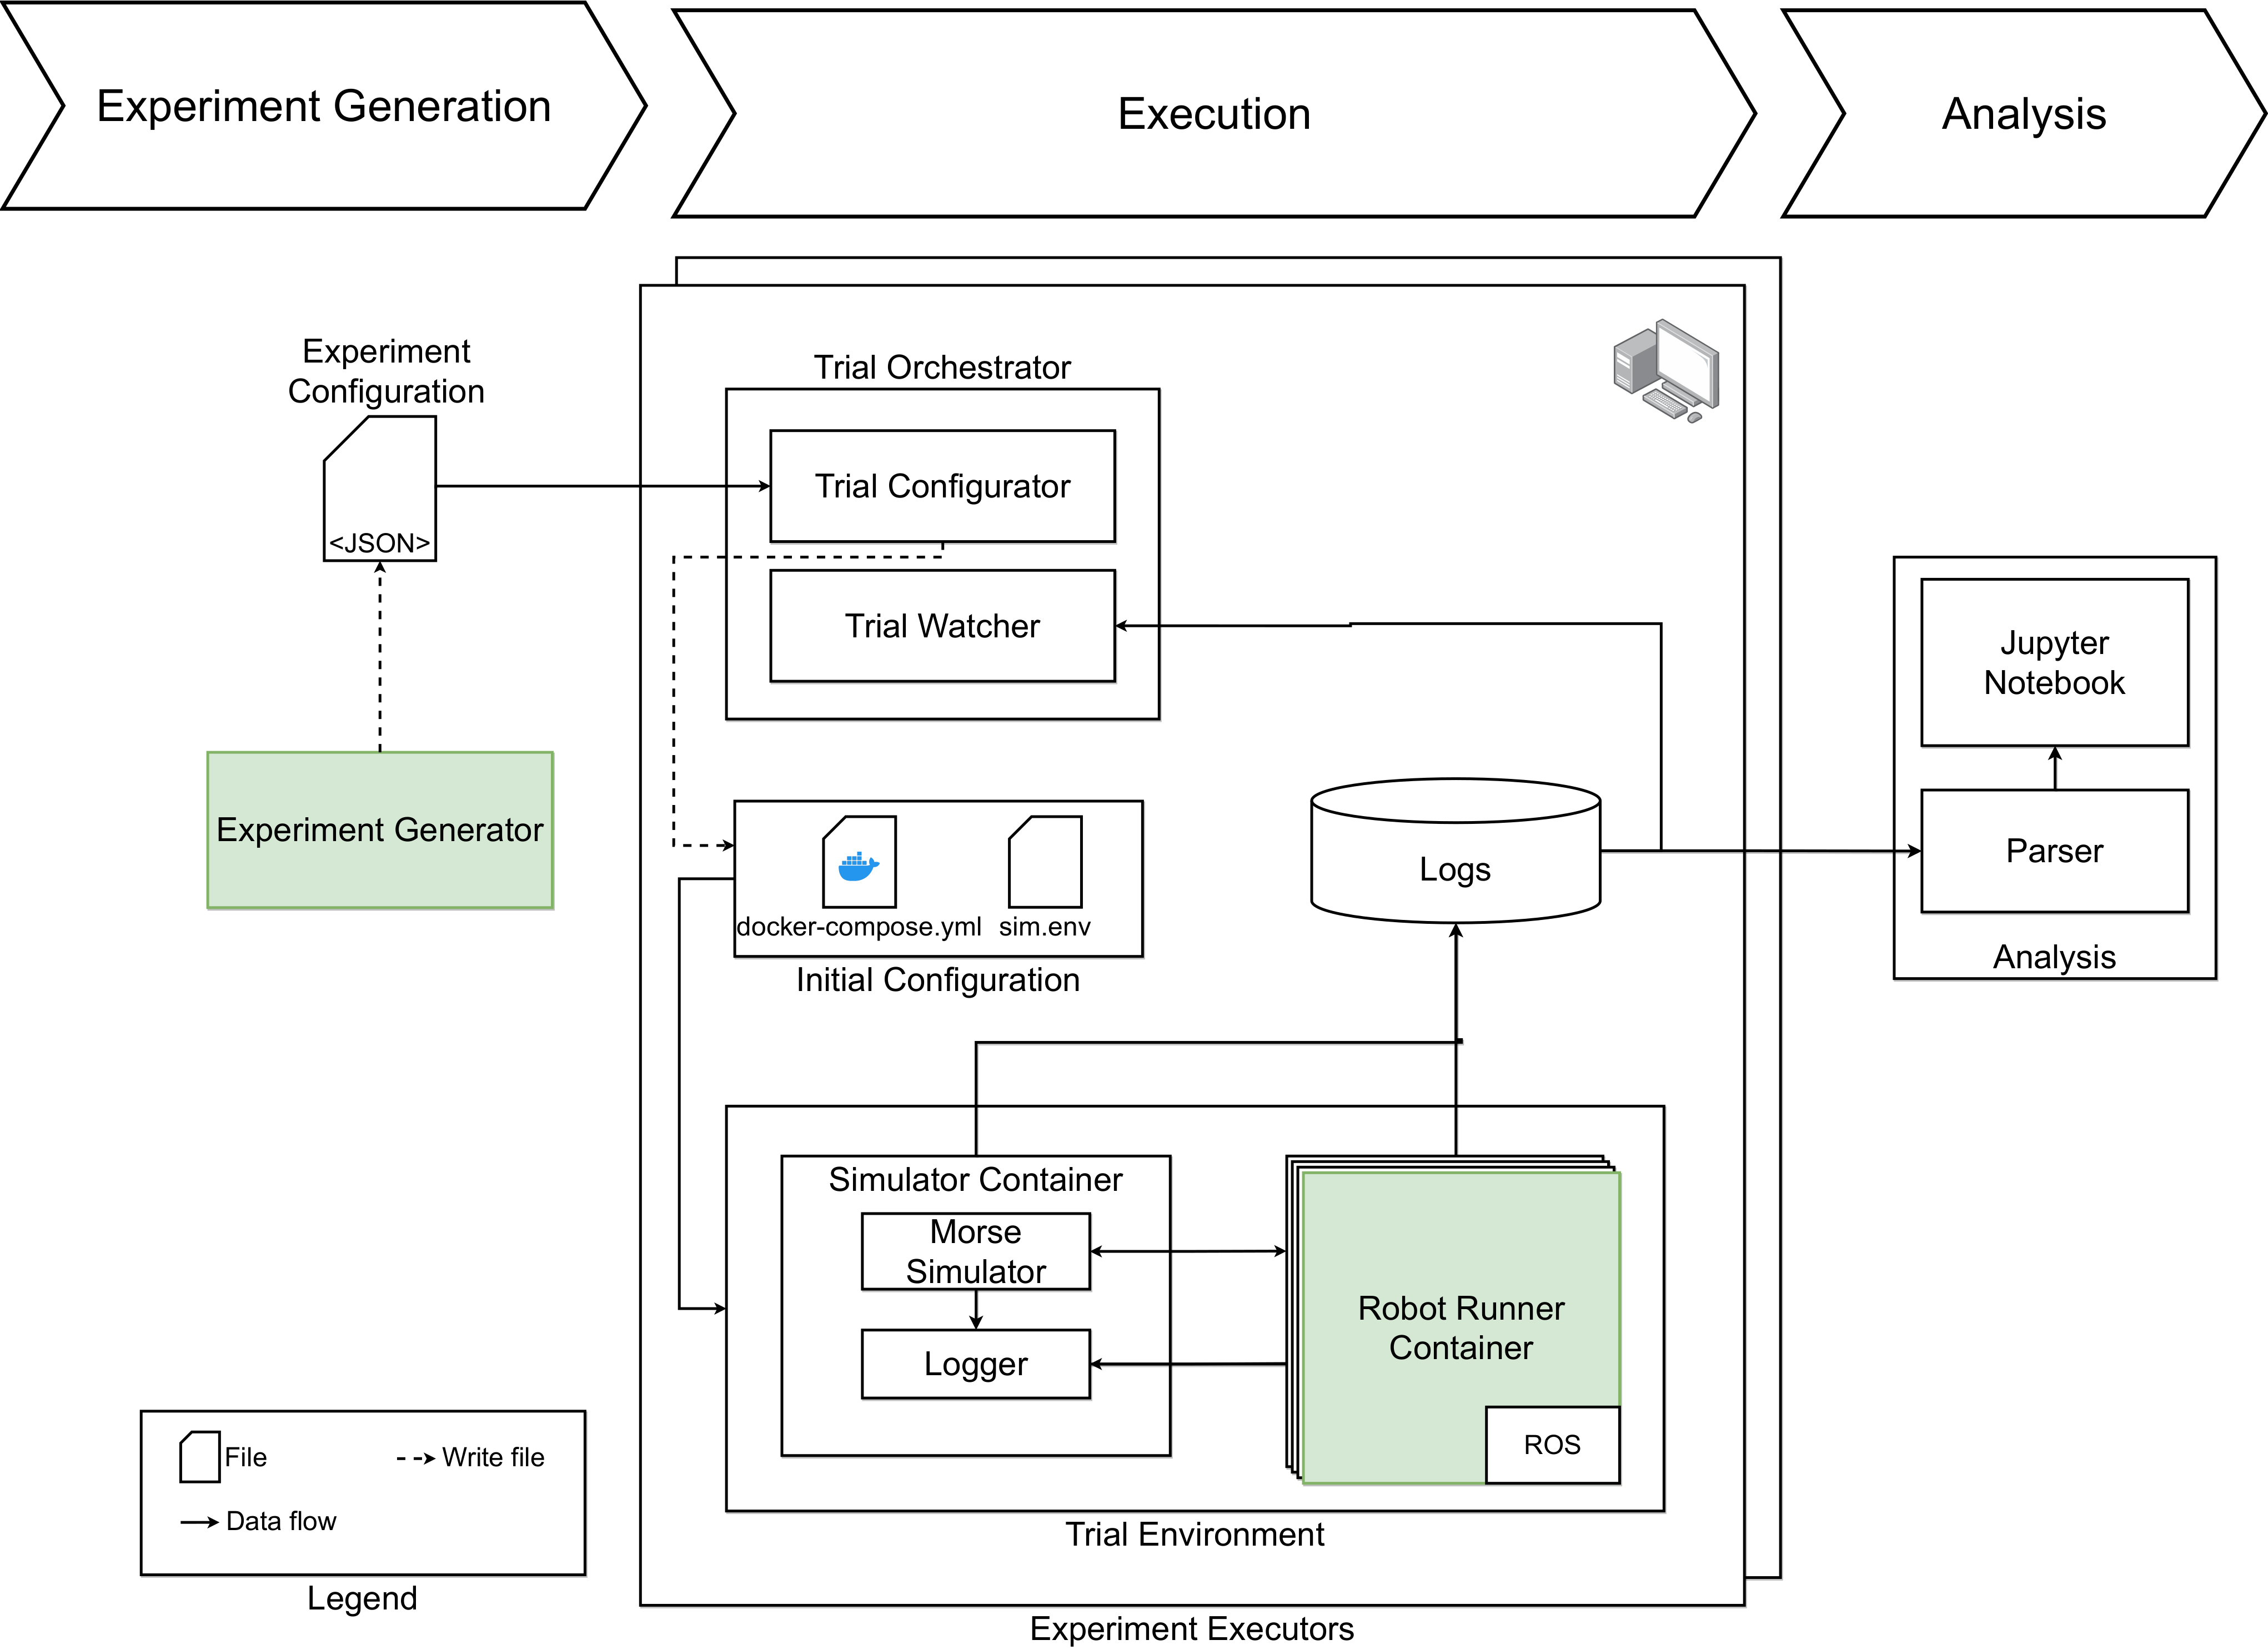 Experiment Generation
Execution
Analysis
Experiment
Configuration
<JSON>
Experiment Generator
Trial Orchestrator
Trial Configurator
Trial Watcher
docker-compose.yml
sim.env
Initial Configuration
Logs
Jupyter
Notebook
Parser
Analysis
Simulator Container
Morse
Simulator
Logger
Robot Runner
Container
ROS
Trial Environment
Experiment Executors
File
Write file
Data flow
Legend